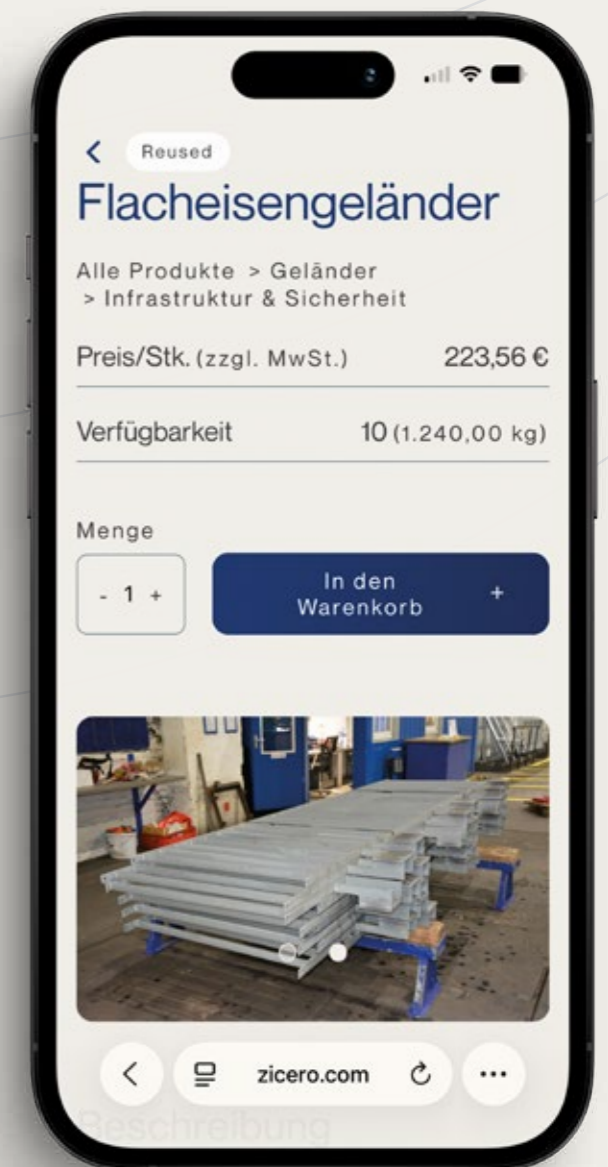 Reused
Flacheisengeländer
Alle Produkte > Geländer
> Infrastruktur & Sicherheit
Preis/Stk. (zzgl. MwSt.) 223,56 €
Verfügbarkeit 10 (1.240,00 kg)
Menge
- 1 +
In den
Warenkorb +
zicero.com
Beschreibung